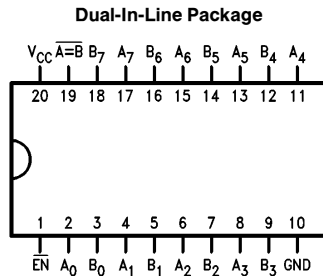 Dual-In-Line Package
V_CC A̅=̅B̅ B₇ A₇ B₆ A₆ B₅ A₅ B₄ A₄
20 19 18 17 16 15 14 13 12 11
1 2 3 4 5 6 7 8 9 10
E̅N̅ A₀ B₀ A₁ B₁ A₂ B₂ A₃ B₃ GND